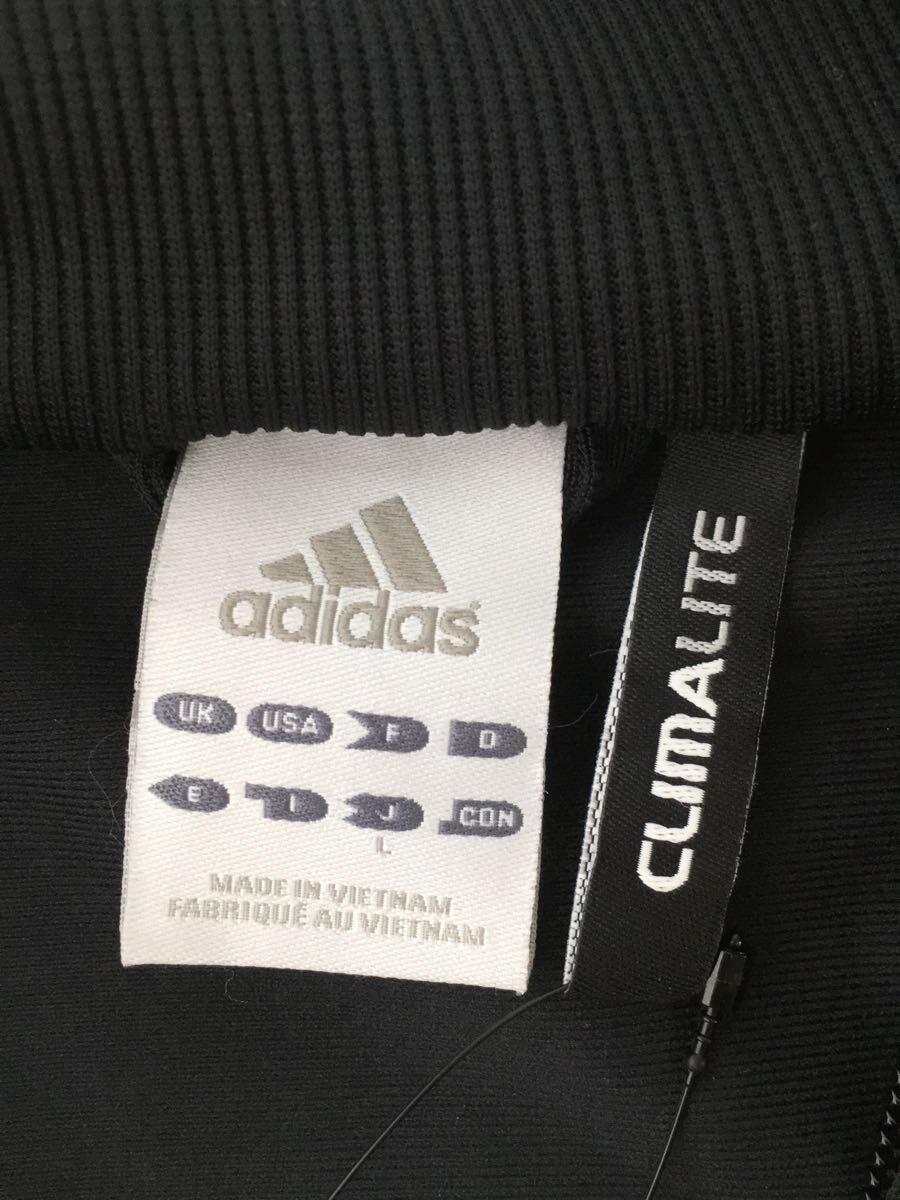 adidas
UK USA F D
E I J CON
L
MADE IN VIETNAM
FABRIQUÉ AU VIETNAM
CLIMALITE